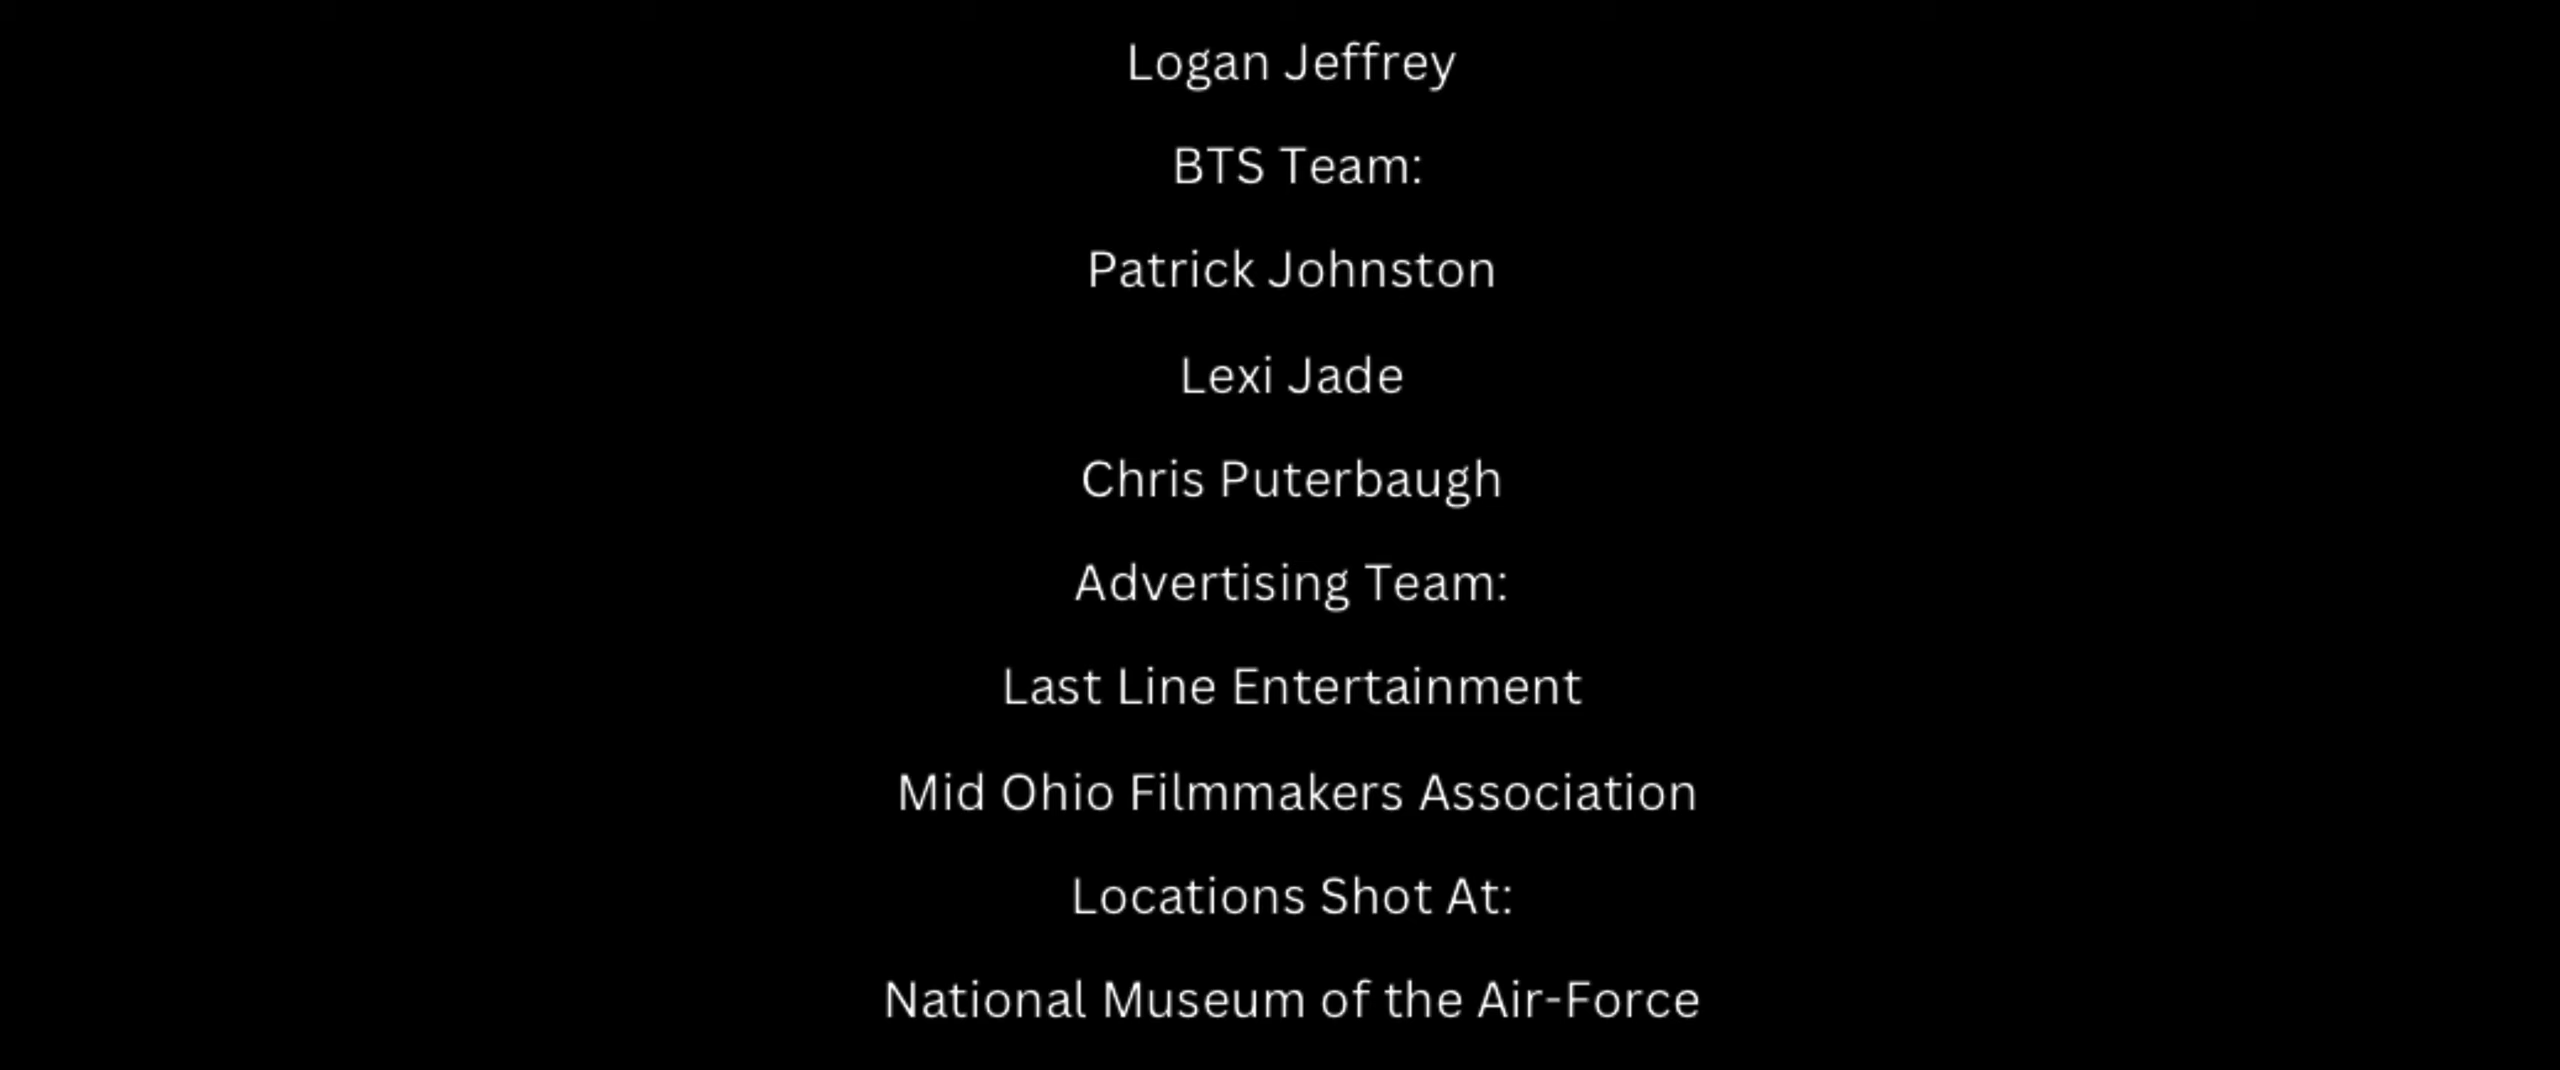 Logan Jeffrey
BTS Team:
Patrick Johnston
Lexi Jade
Chris Puterbaugh
Advertising Team:
Last Line Entertainment
Mid Ohio Filmmakers Association
Locations Shot At:
National Museum of the Air-Force